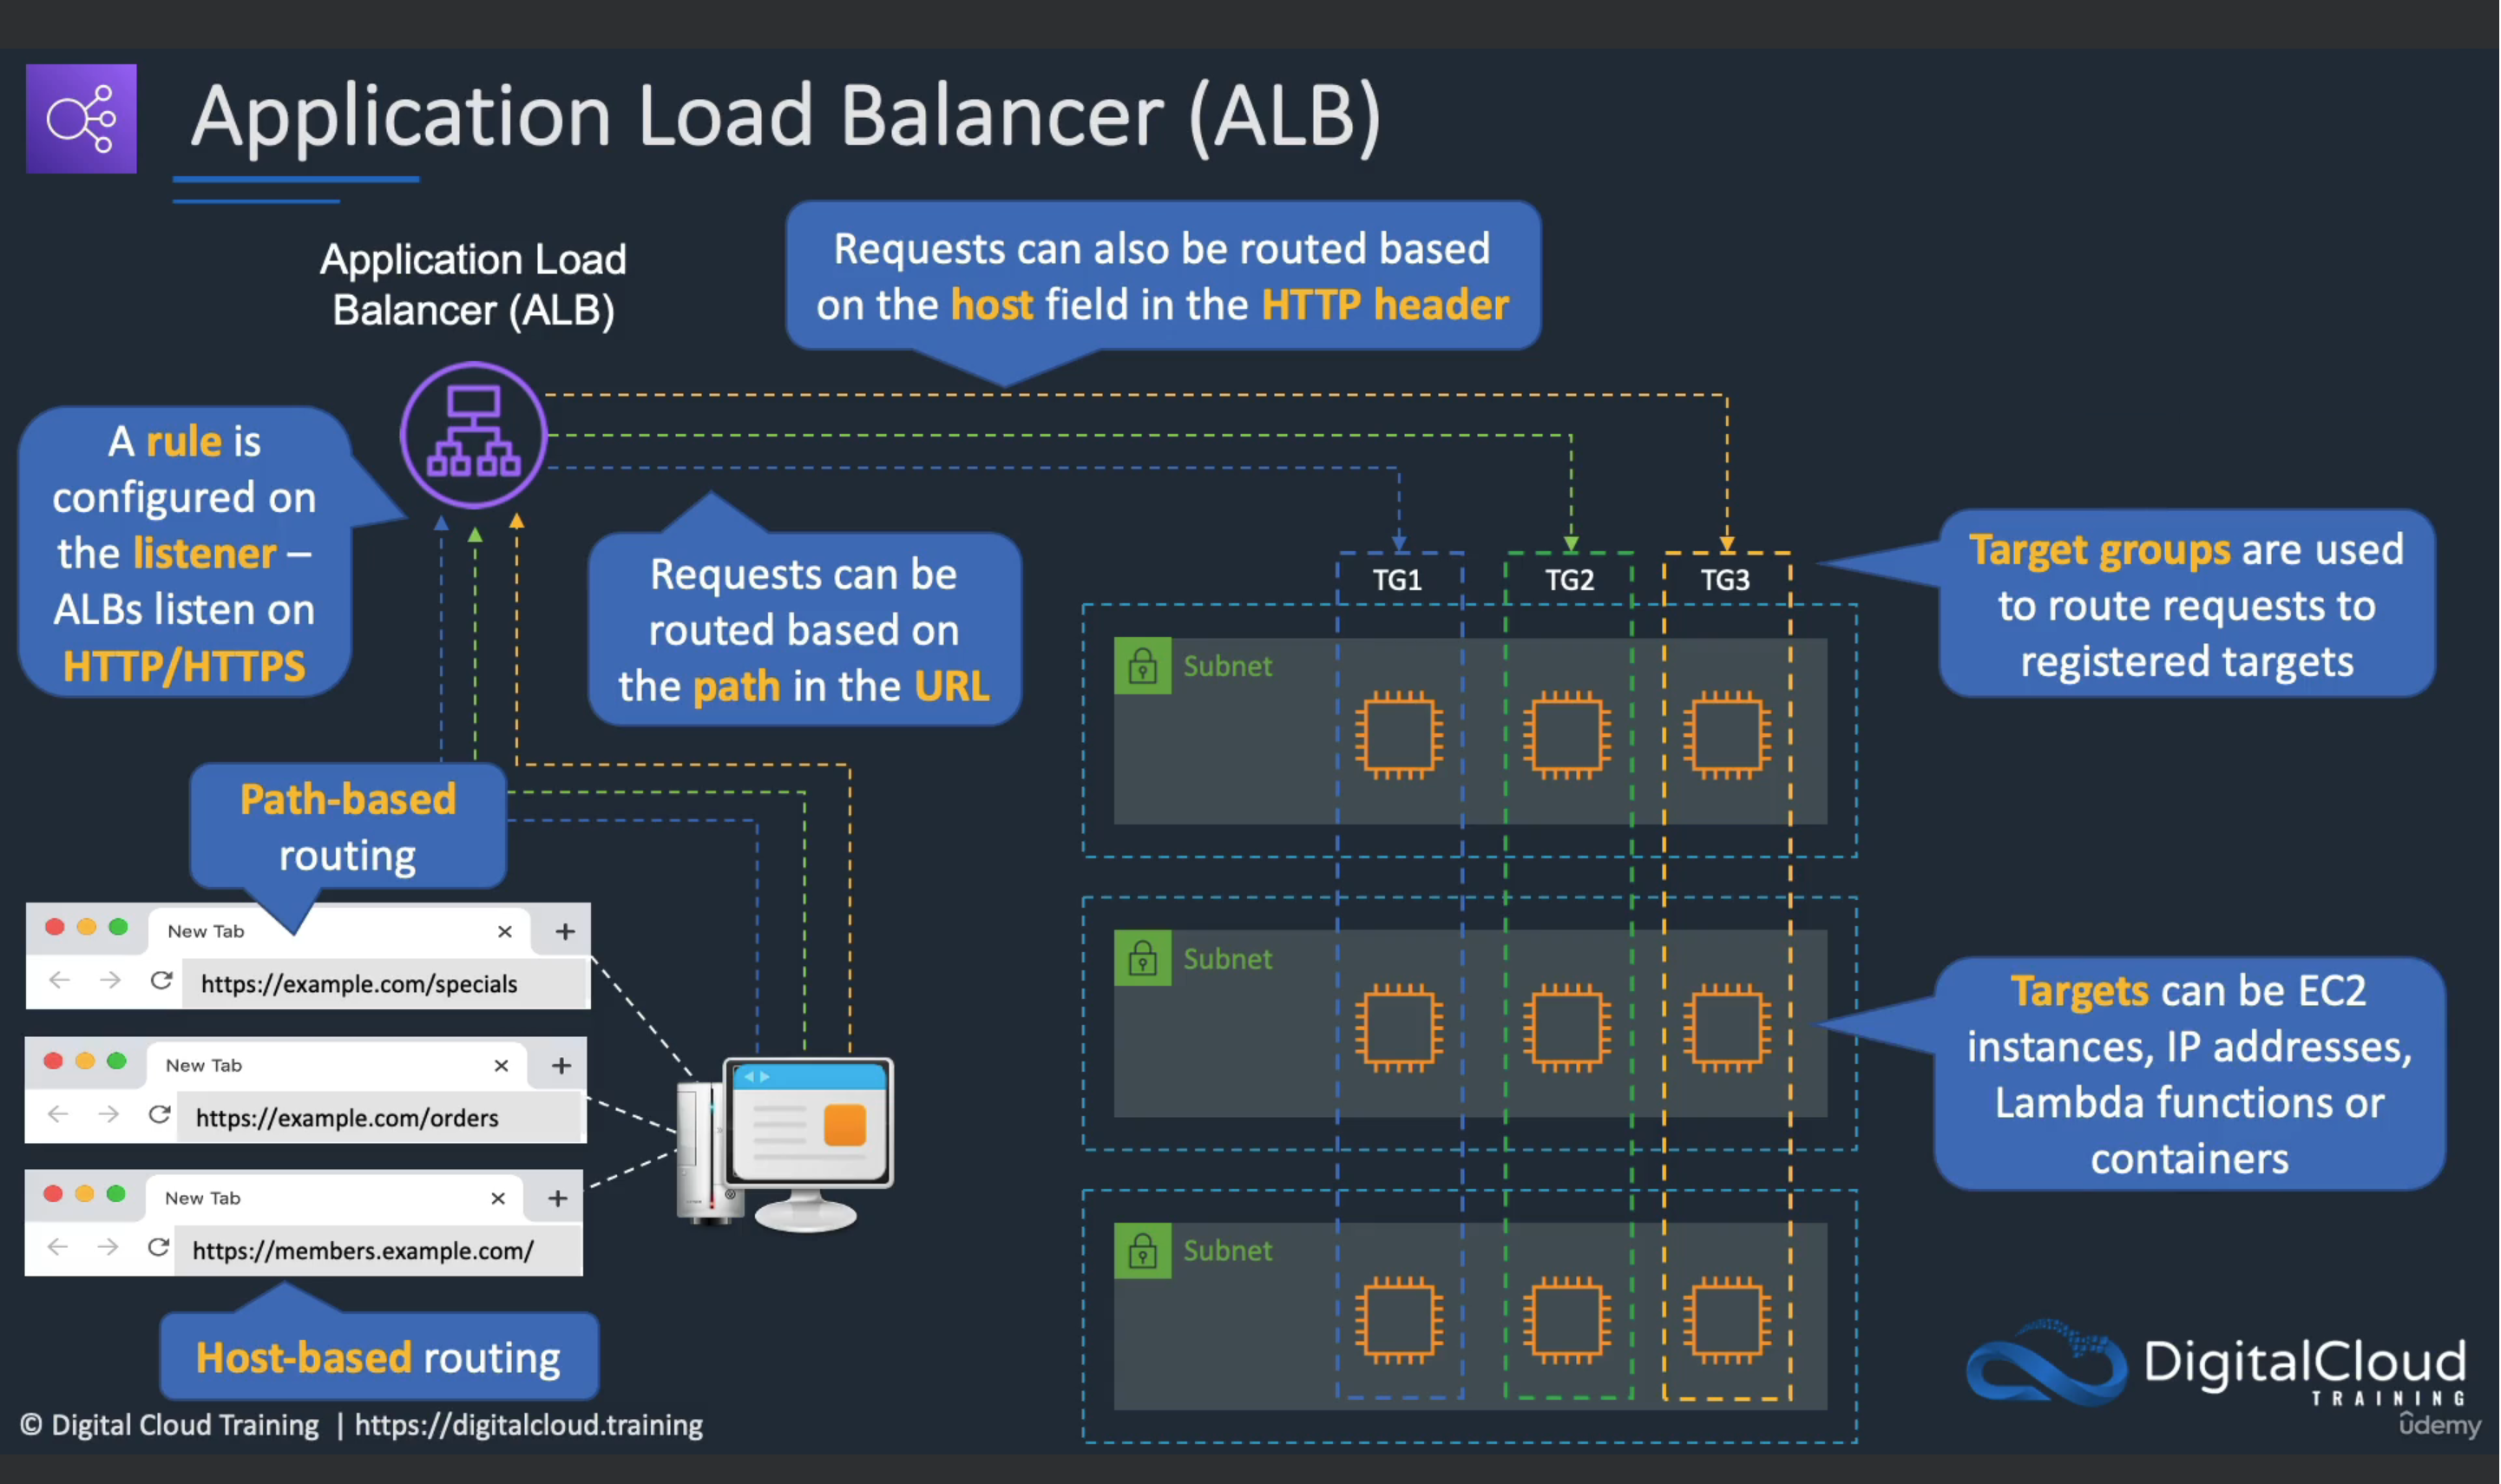 Application Load Balancer (ALB)
Application Load
Balancer (ALB)
Requests can also be routed based
on the host field in the HTTP header
A rule is
configured on
the listener –
ALBs listen on
HTTP/HTTPS
Requests can be
routed based on
the path in the URL
TG1
TG2
TG3
Target groups are used
to route requests to
registered targets
Subnet
Path-based
routing
New Tab
https://example.com/specials
Subnet
Targets can be EC2
instances, IP addresses,
Lambda functions or
containers
New Tab
https://example.com/orders
New Tab
https://members.example.com/
Subnet
Host-based routing
DigitalCloud
TRAINING
© Digital Cloud Training | https://digitalcloud.training
ûdemy